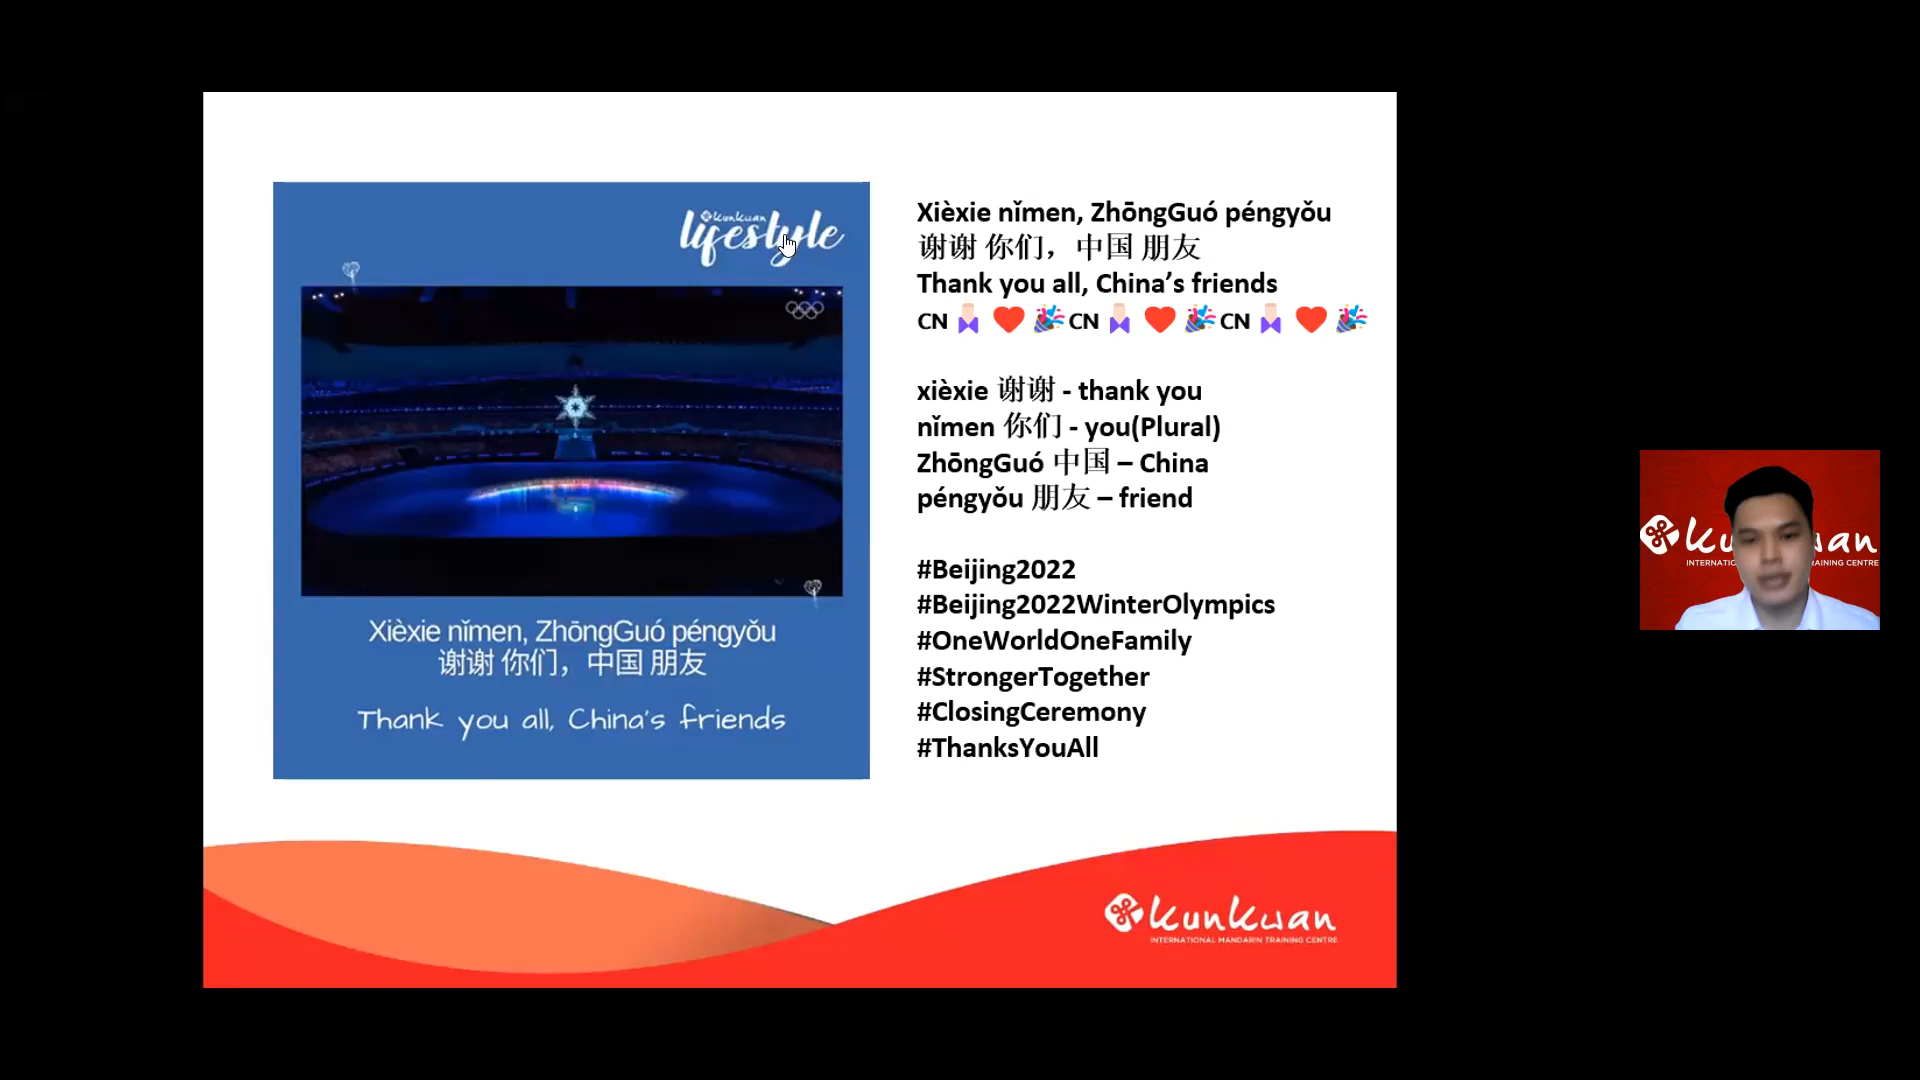 kunkuan
lifestyle
Xièxie nǐmen, ZhōngGuó péngyǒu
谢谢 你们，中国 朋友
Thank you all, China's friends
Xièxie nǐmen, ZhōngGuó péngyǒu
谢谢 你们，中国 朋友
Thank you all, China’s friends
CN ❤️ 🎉 CN ❤️ 🎉 CN ❤️ 🎉
xièxie 谢谢 - thank you
nǐmen 你们 - you(Plural)
ZhōngGuó 中国 – China
péngyǒu 朋友 – friend
#Beijing2022
#Beijing2022WinterOlympics
#OneWorldOneFamily
#StrongerTogether
#ClosingCeremony
#ThanksYouAll
kunkuan
INTERNATIONAL MANDARIN TRAINING CENTRE